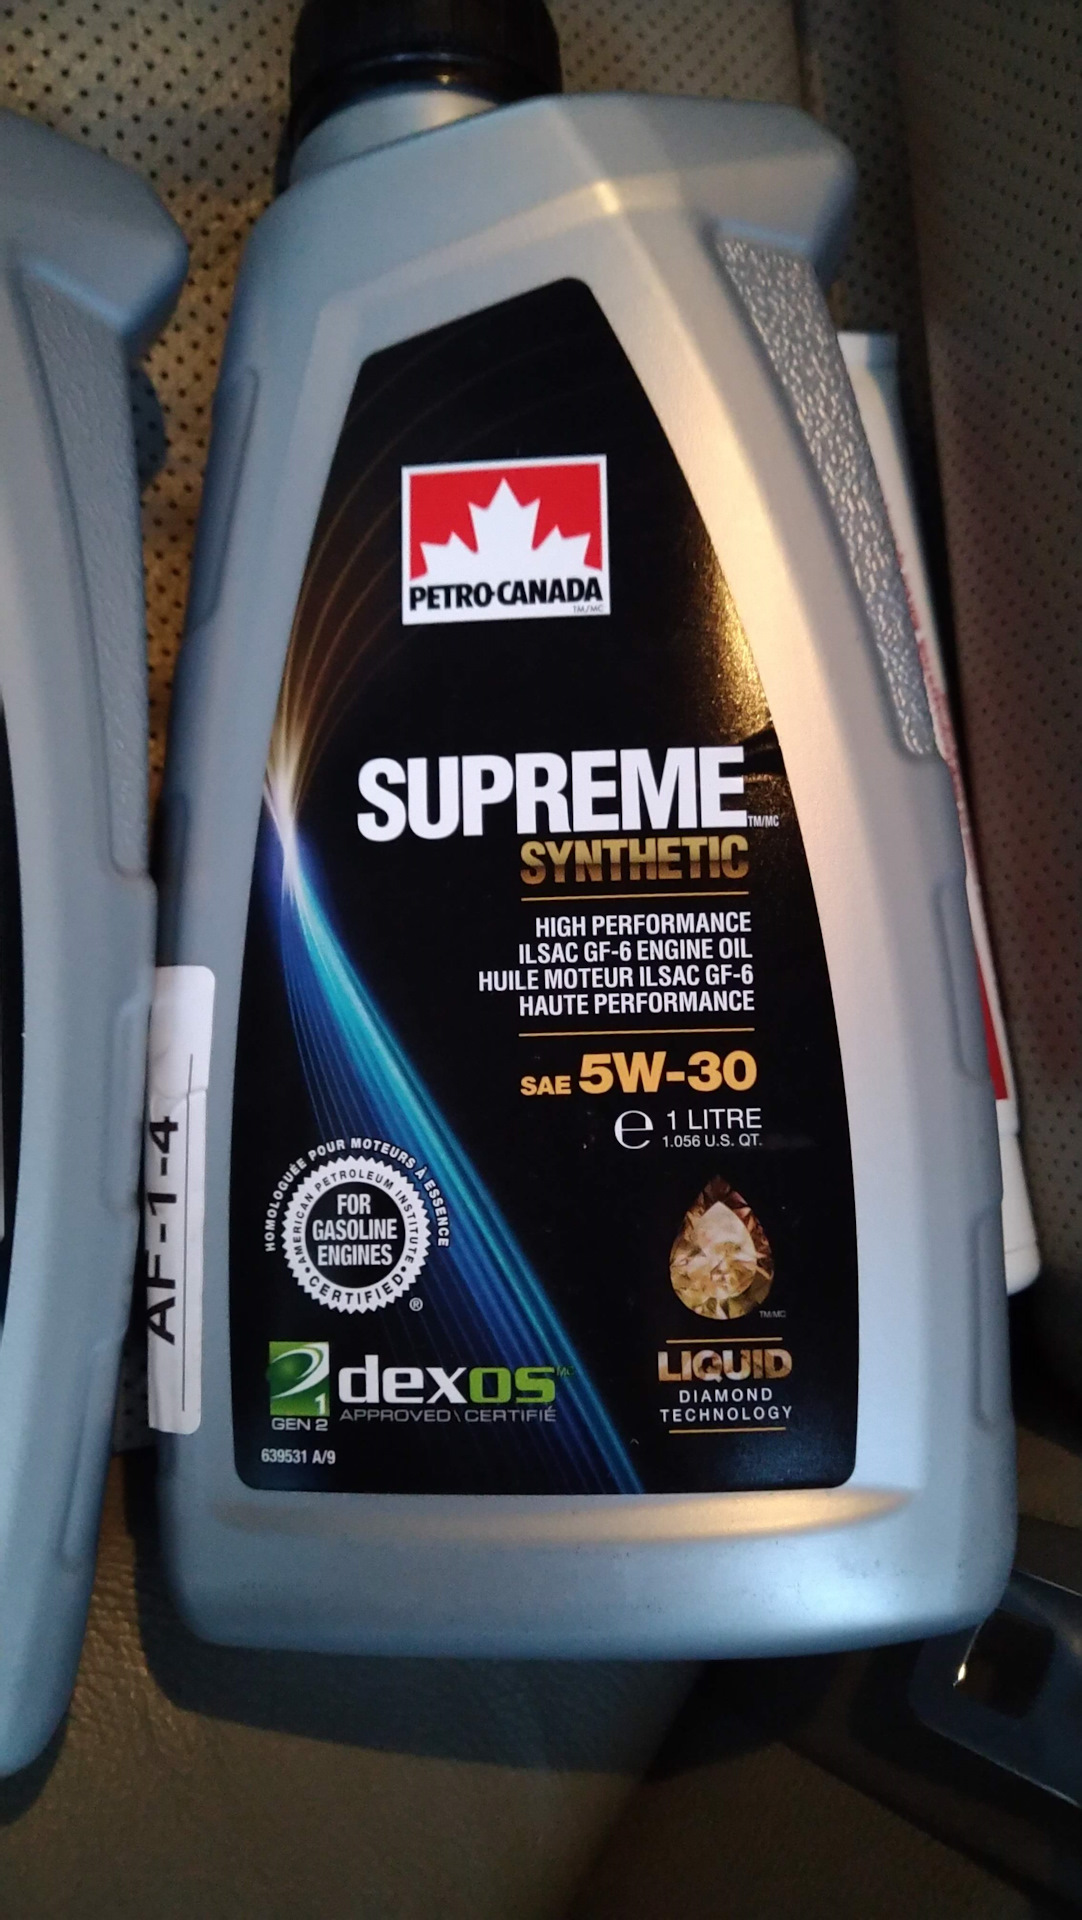 PETRO-CANADA
TM/MC
SUPREME
TM/MC
SYNTHETIC
HIGH PERFORMANCE
ILSAC GF-6 ENGINE OIL
HUILE MOTEUR ILSAC GF-6
HAUTE PERFORMANCE
SAE 5W-30
e 1 LITRE
1.056 U.S. QT.
HOMOLOGUÉE POUR MOTEURS À ESSENCE
AMERICAN PETROLEUM INSTITUTE
FOR
GASOLINE
ENGINES
CERTIFIED
®
TM/MC
LIQUID
DIAMOND
TECHNOLOGY
1
GEN 2
dexos MC
APPROVED\CERTIFIÉ
639531 A/9
AF-1-4